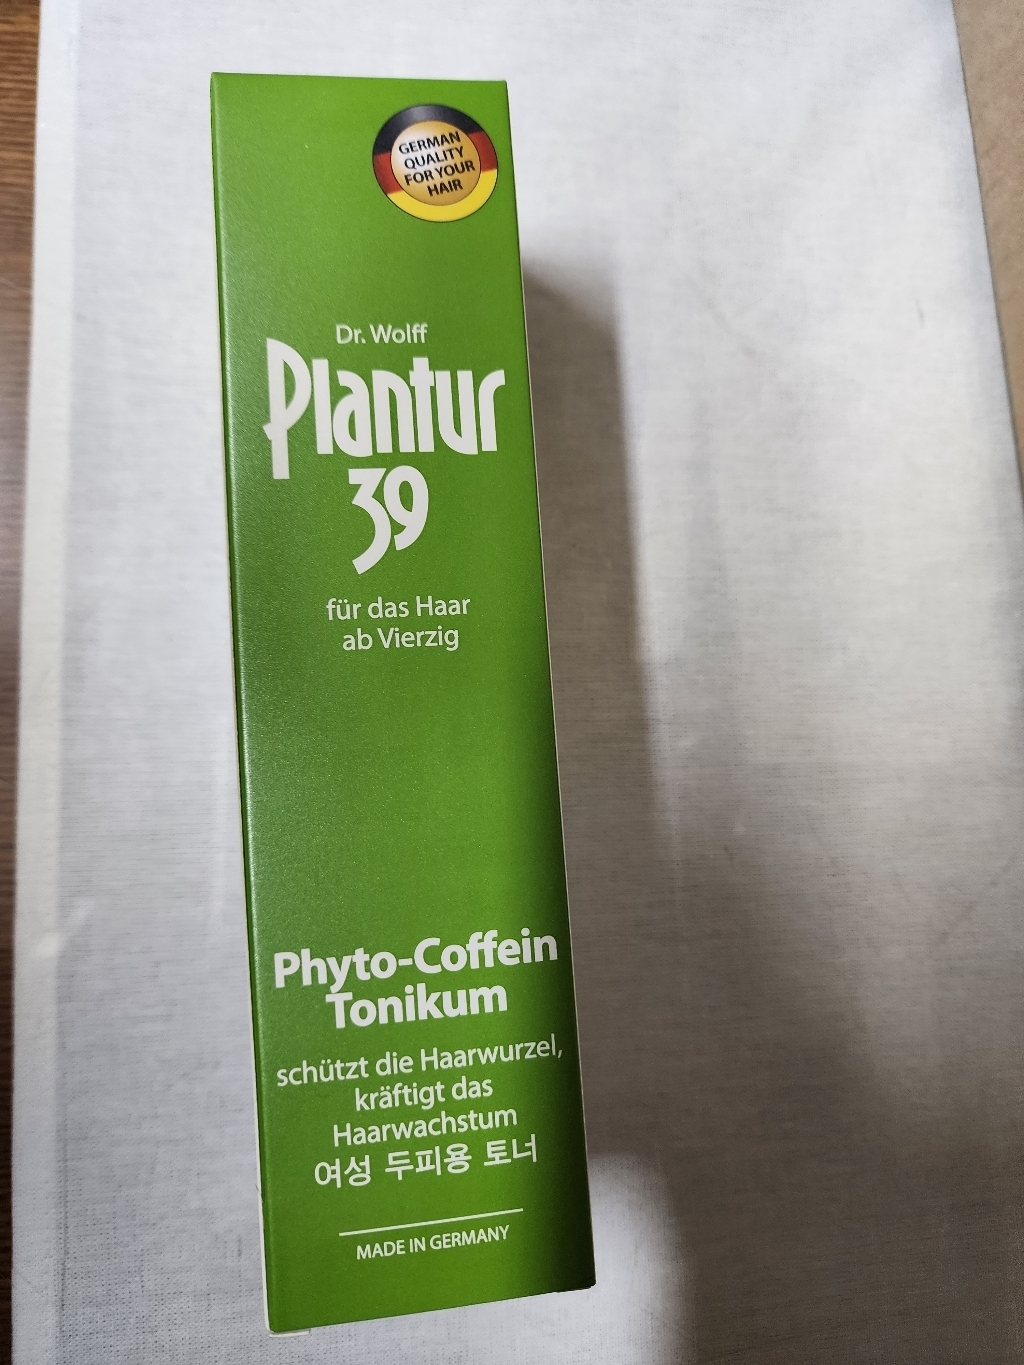 GERMAN
QUALITY
FOR YOUR
HAIR
Dr. Wolff
Plantur
39
für das Haar
ab Vierzig
Phyto-Coffein
Tonikum
schützt die Haarwurzel,
kräftigt das
Haarwachstum
여성 두피용 토너
MADE IN GERMANY